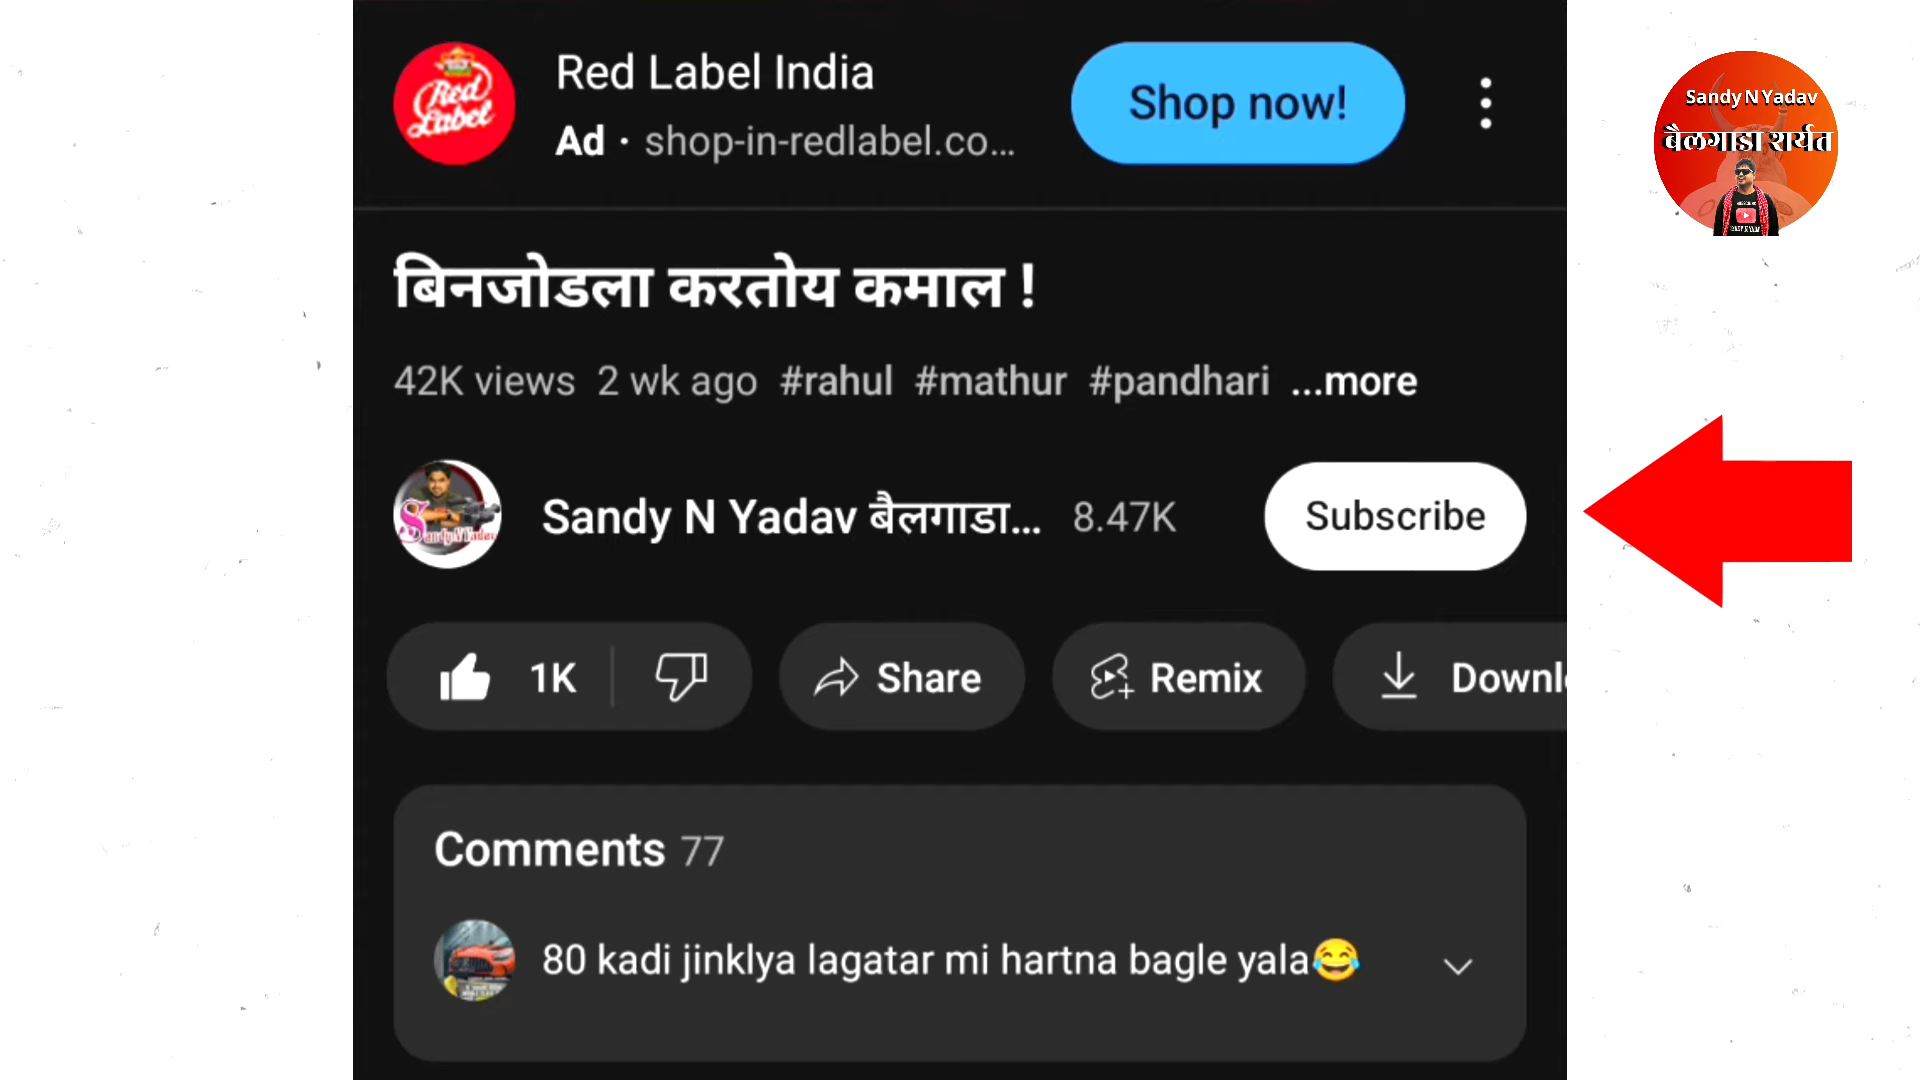 Red Label
Red Label India
Shop now!
Ad · shop-in-redlabel.co...
Sandy N Yadav
बैलगाडा शर्यत
बिनजोडला करतोय कमाल !
42K views 2 wk ago #rahul #mathur #pandhari ...more
Sandy N Yadav बैलगाडा... 8.47K
Subscribe
1K
Share
Remix
Downl
Comments 77
80 kadi jinklya lagatar mi hartna bagle yala😂